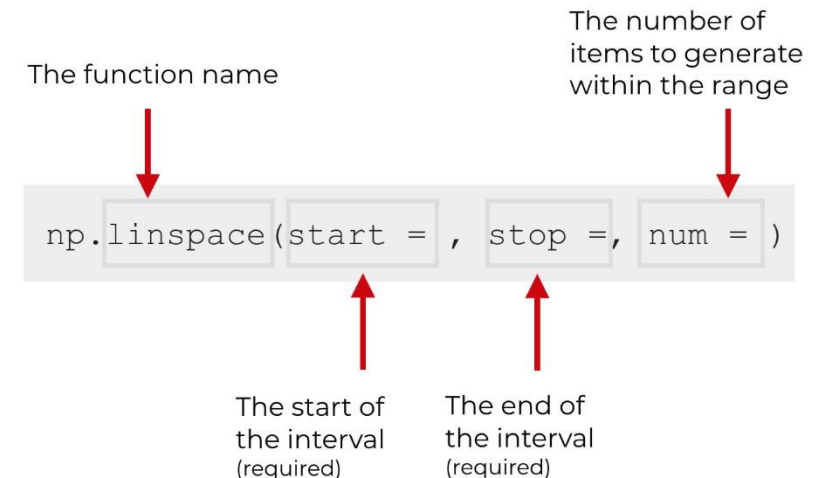 The number of
items to generate
within the range
The function name
np.linspace(start = , stop =, num = )
The start of
the interval
(required)
The end of
the interval
(required)